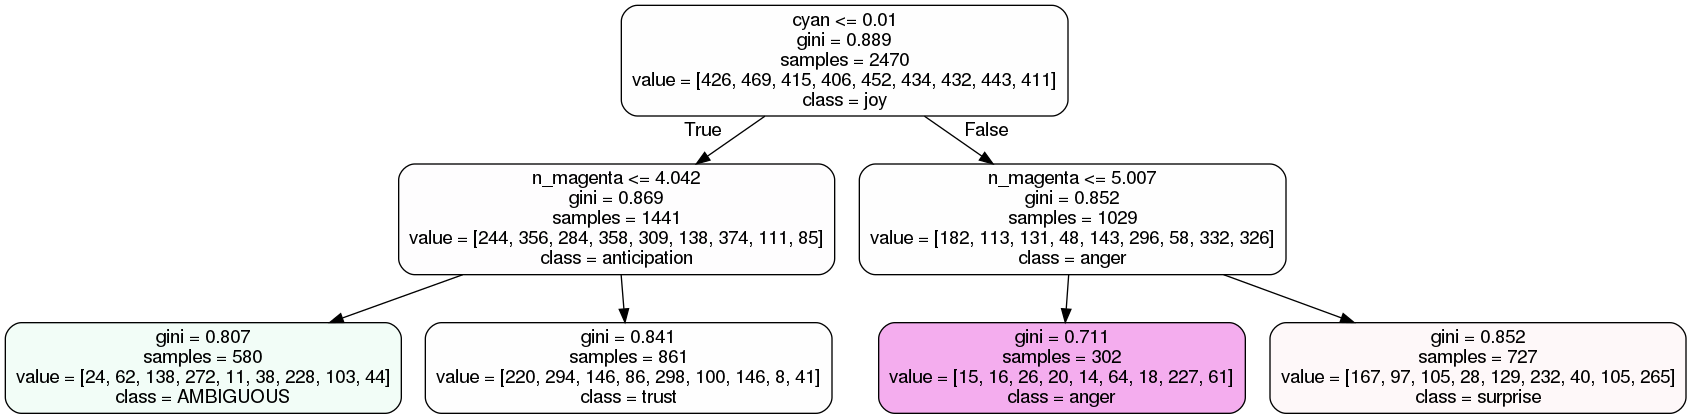 cyan <= 0.01
gini = 0.889
samples = 2470
value = [426, 469, 415, 406, 452, 434, 432, 443, 411]
class = joy
True
False
n_magenta <= 4.042
gini = 0.869
samples = 1441
value = [244, 356, 284, 358, 309, 138, 374, 111, 85]
class = anticipation
n_magenta <= 5.007
gini = 0.852
samples = 1029
value = [182, 113, 131, 48, 143, 296, 58, 332, 326]
class = anger
gini = 0.807
samples = 580
value = [24, 62, 138, 272, 11, 38, 228, 103, 44]
class = AMBIGUOUS
gini = 0.841
samples = 861
value = [220, 294, 146, 86, 298, 100, 146, 8, 41]
class = trust
gini = 0.711
samples = 302
value = [15, 16, 26, 20, 14, 64, 18, 227, 61]
class = anger
gini = 0.852
samples = 727
value = [167, 97, 105, 28, 129, 232, 40, 105, 265]
class = surprise